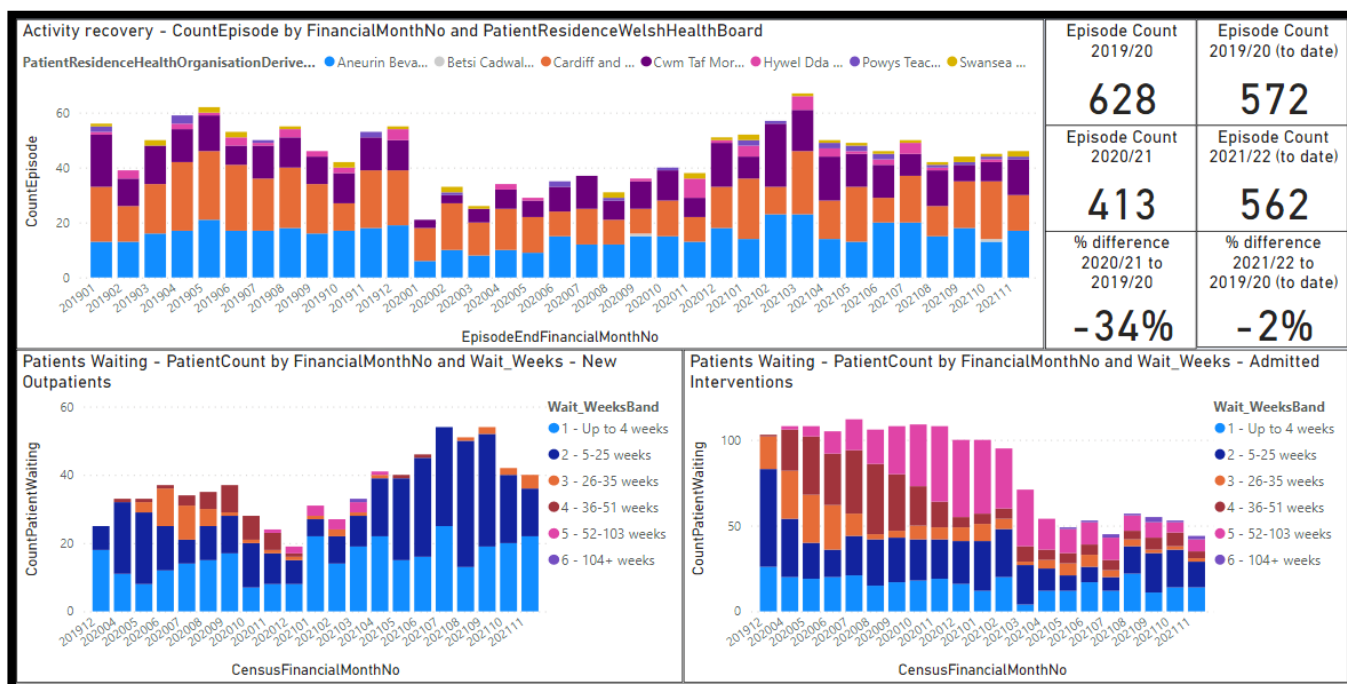 Activity recovery - CountEpisode by FinancialMonthNo and PatientResidenceWelshHealthBoard
PatientResidenceHealthOrganisationDerive... Aneurin Beva... Betsi Cadwal... Cardiff and ... Cwm Taf Mor... Hywel Dda ... Powys Teac... Swansea ...
CountEpisode
60
40
20
0
201901 201902 201903 201904 201905 201906 201907 201908 201909 201910 201911 201912 202001 202002 202003 202004 202005 202006 202007 202008 202009 202010 202011 202012 202101 202102 202103 202104 202105 202106 202107 202108 202109 202110 202111
EpisodeEndFinancialMonthNo
Episode Count
2019/20
628
Episode Count
2019/20 (to date)
572
Episode Count
2020/21
413
Episode Count
2021/22 (to date)
562
% difference
2020/21 to
2019/20
-34%
% difference
2021/22 to
2019/20 (to date)
-2%
Patients Waiting - PatientCount by FinancialMonthNo and Wait_Weeks - New
Outpatients
CountPatientWaiting
60
40
20
0
201912 202004 202005 202006 202007 202008 202009 202010 202011 202012 202101 202102 202103 202104 202105 202106 202107 202108 202109 202110 202111
CensusFinancialMonthNo
Wait_WeeksBand
1 - Up to 4 weeks
2 - 5-25 weeks
3 - 26-35 weeks
4 - 36-51 weeks
5 - 52-103 weeks
6 - 104+ weeks
Patients Waiting - PatientCount by FinancialMonthNo and Wait_Weeks - Admitted
Interventions
CountPatientWaiting
100
50
0
201912 202004 202005 202006 202007 202008 202009 202010 202011 202012 202101 202102 202103 202104 202105 202106 202107 202108 202109 202110 202111
CensusFinancialMonthNo
Wait_WeeksBand
1 - Up to 4 weeks
2 - 5-25 weeks
3 - 26-35 weeks
4 - 36-51 weeks
5 - 52-103 weeks
6 - 104+ weeks